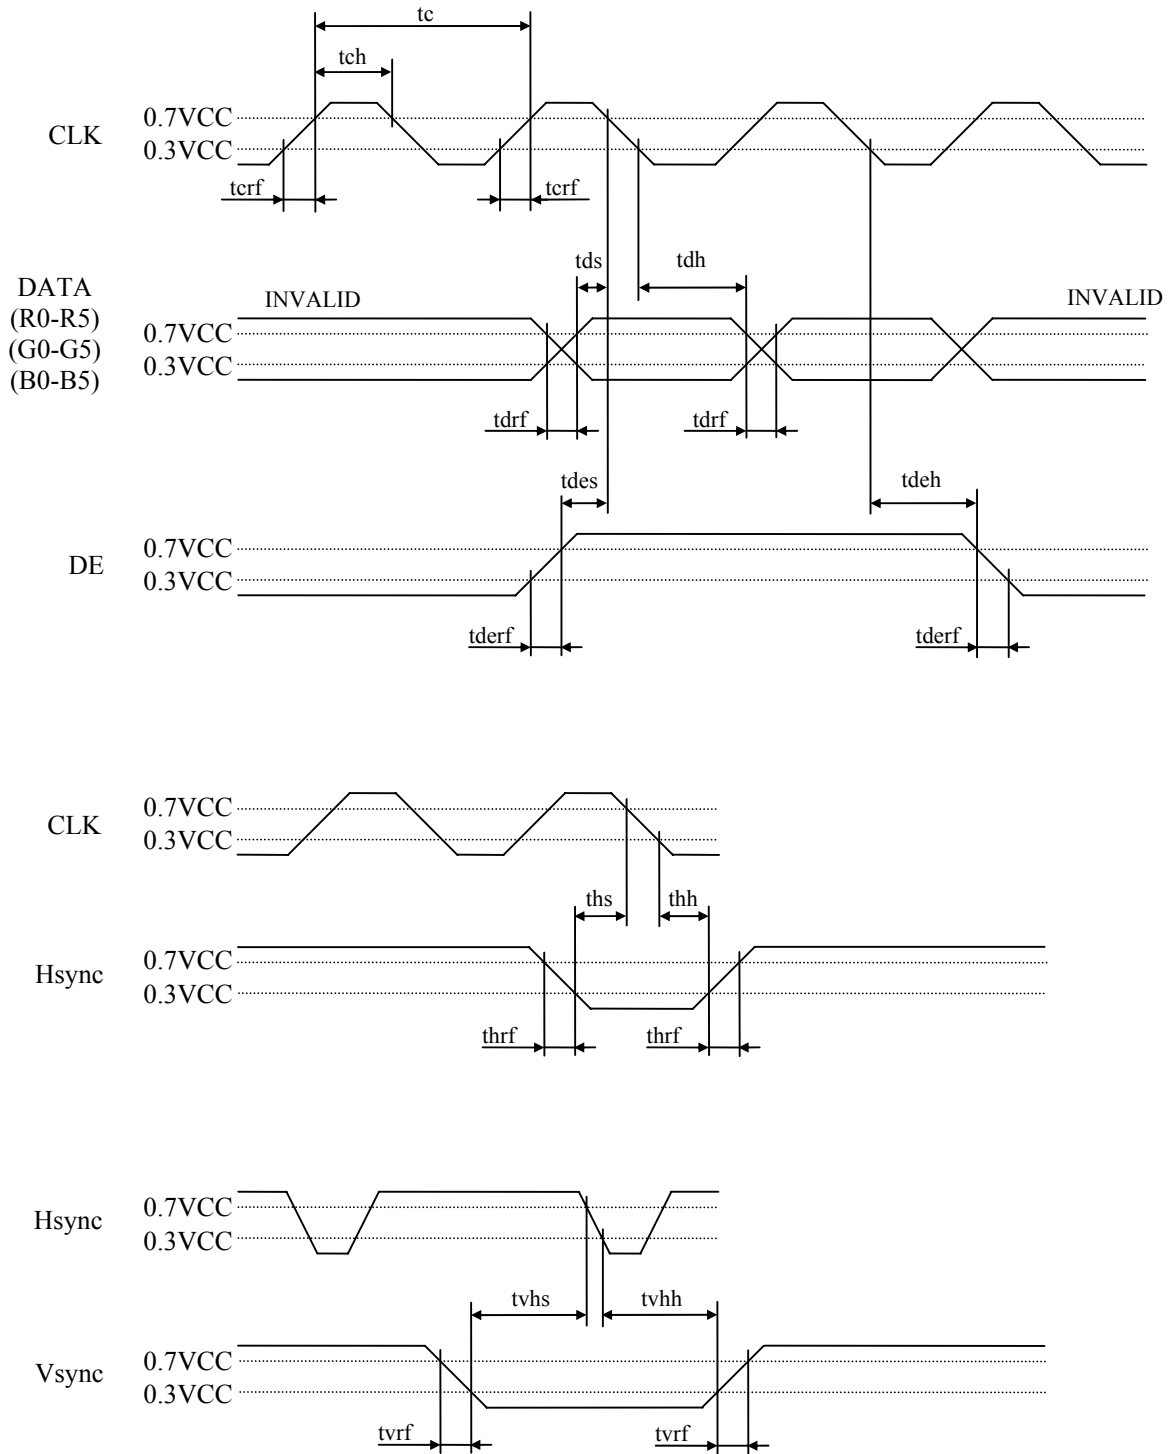 tc
tch
CLK
0.7VCC
0.3VCC
tcrf
tcrf
DATA
(R0-R5)
(G0-G5)
(B0-B5)
INVALID
INVALID
0.7VCC
0.3VCC
tds
tdh
tdrf
tdrf
tdes
tdeh
DE
0.7VCC
0.3VCC
tderf
tderf
CLK
0.7VCC
0.3VCC
ths
thh
Hsync
0.7VCC
0.3VCC
thrf
thrf
Hsync
0.7VCC
0.3VCC
tvhs
tvhh
Vsync
0.7VCC
0.3VCC
tvrf
tvrf